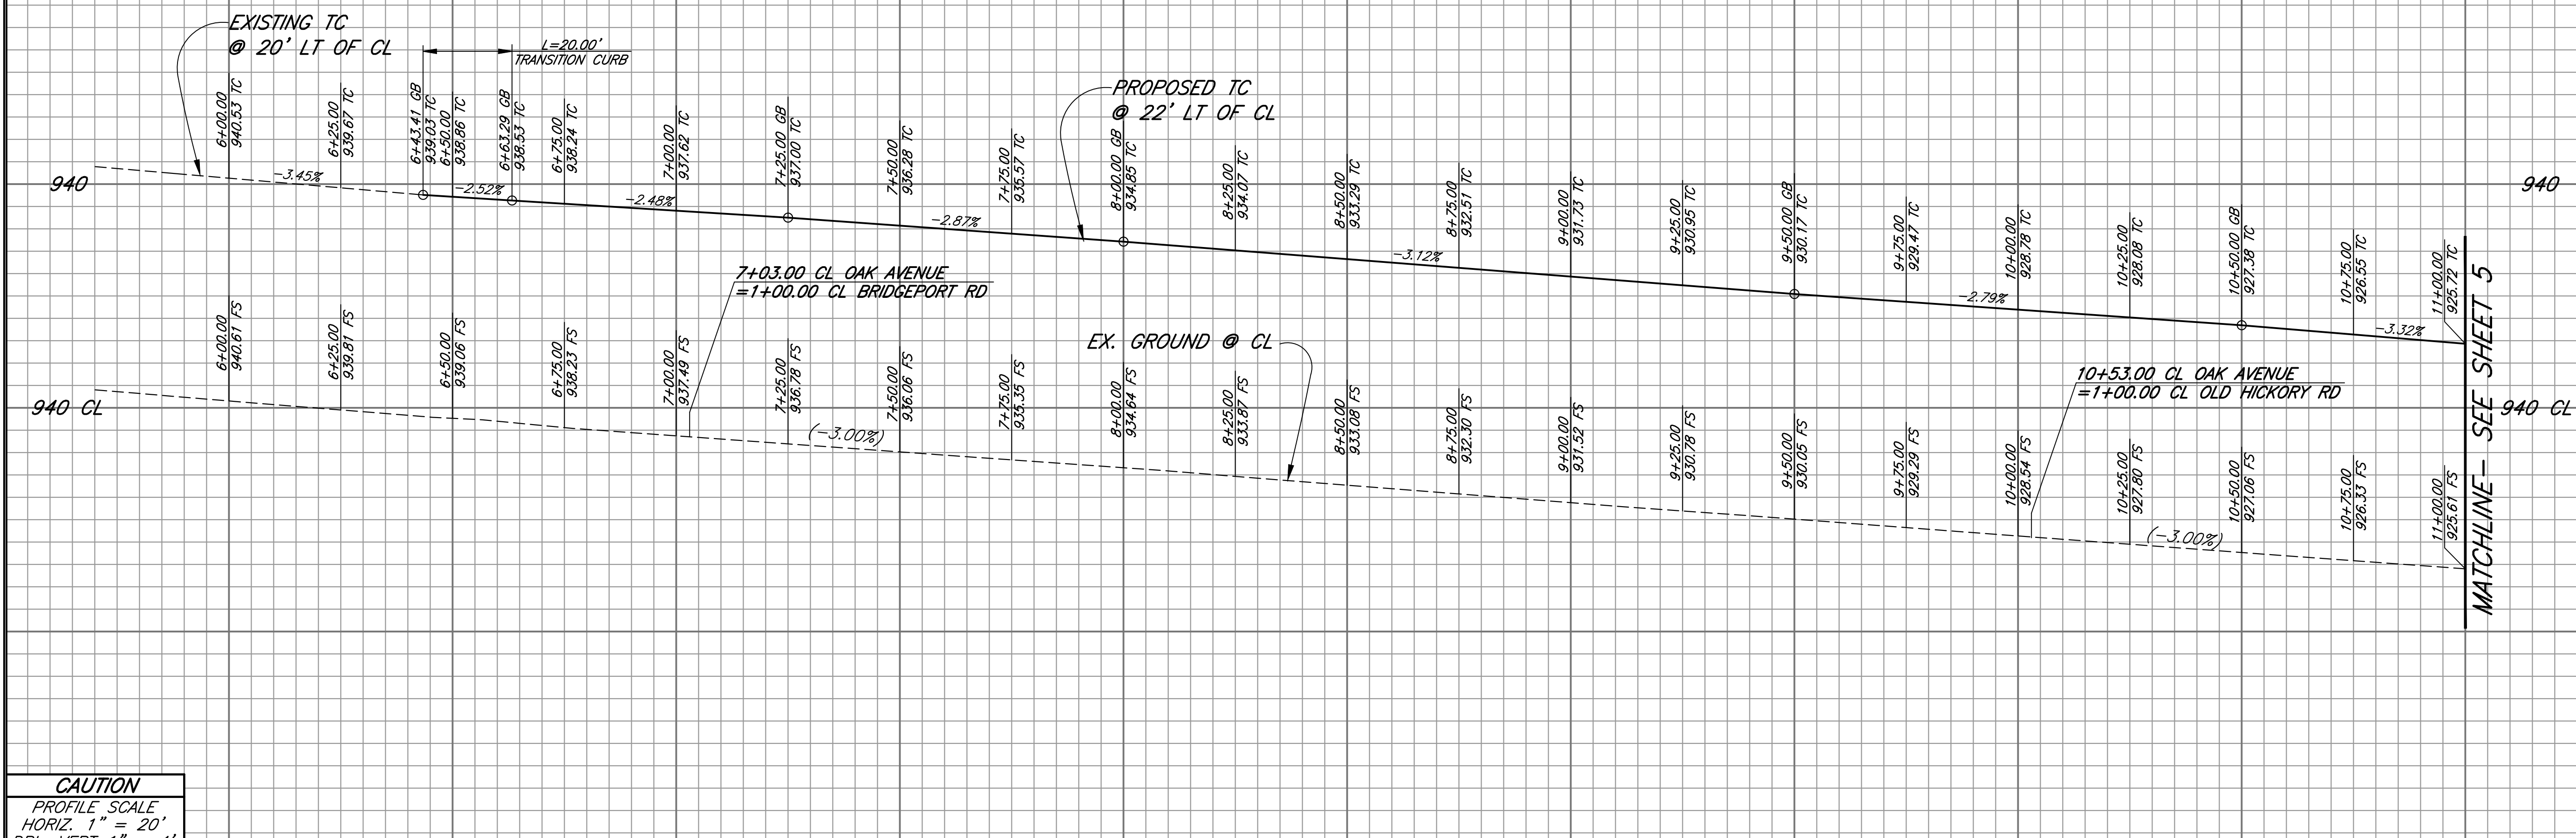 EXISTING TC
@ 20' LT OF CL
L=20.00'
TRANSITION CURB
PROPOSED TC
@ 22' LT OF CL
6+00.00
940.53 TC
6+25.00
939.67 TC
6+43.41 GB
939.03 TC
6+50.00
938.86 TC
6+63.29 GB
938.53 TC
6+75.00
938.24 TC
7+00.00
937.62 TC
7+25.00 GB
937.00 TC
7+50.00
936.28 TC
7+75.00
935.57 TC
8+00.00 GB
934.85 TC
8+25.00
934.07 TC
8+50.00
933.29 TC
8+75.00
932.51 TC
9+00.00
931.73 TC
9+25.00
930.95 TC
9+50.00 GB
930.17 TC
9+75.00
929.47 TC
10+00.00
928.78 TC
10+25.00
928.08 TC
10+50.00 GB
927.38 TC
10+75.00
926.55 TC
11+00.00
925.72 TC
940
940
-3.45%
-2.52%
-2.48%
-2.87%
-3.12%
-2.79%
-3.32%
7+03.00 CL OAK AVENUE
=1+00.00 CL BRIDGEPORT RD
EX. GROUND @ CL
10+53.00 CL OAK AVENUE
=1+00.00 CL OLD HICKORY RD
MATCHLINE- SEE SHEET 5
6+00.00
940.61 FS
6+25.00
939.81 FS
6+50.00
939.06 FS
6+75.00
938.23 FS
7+00.00
937.49 FS
7+25.00
936.78 FS
7+50.00
936.06 FS
7+75.00
935.35 FS
8+00.00
934.64 FS
8+25.00
933.87 FS
8+50.00
933.08 FS
8+75.00
932.30 FS
9+00.00
931.52 FS
9+25.00
930.78 FS
9+50.00
930.05 FS
9+75.00
929.29 FS
10+00.00
928.54 FS
10+25.00
927.80 FS
10+50.00
927.06 FS
10+75.00
926.33 FS
11+00.00
925.61 FS
940 CL
940 CL
(-3.00%)
(-3.00%)
CAUTION
PROFILE SCALE
HORIZ. 1" = 20'